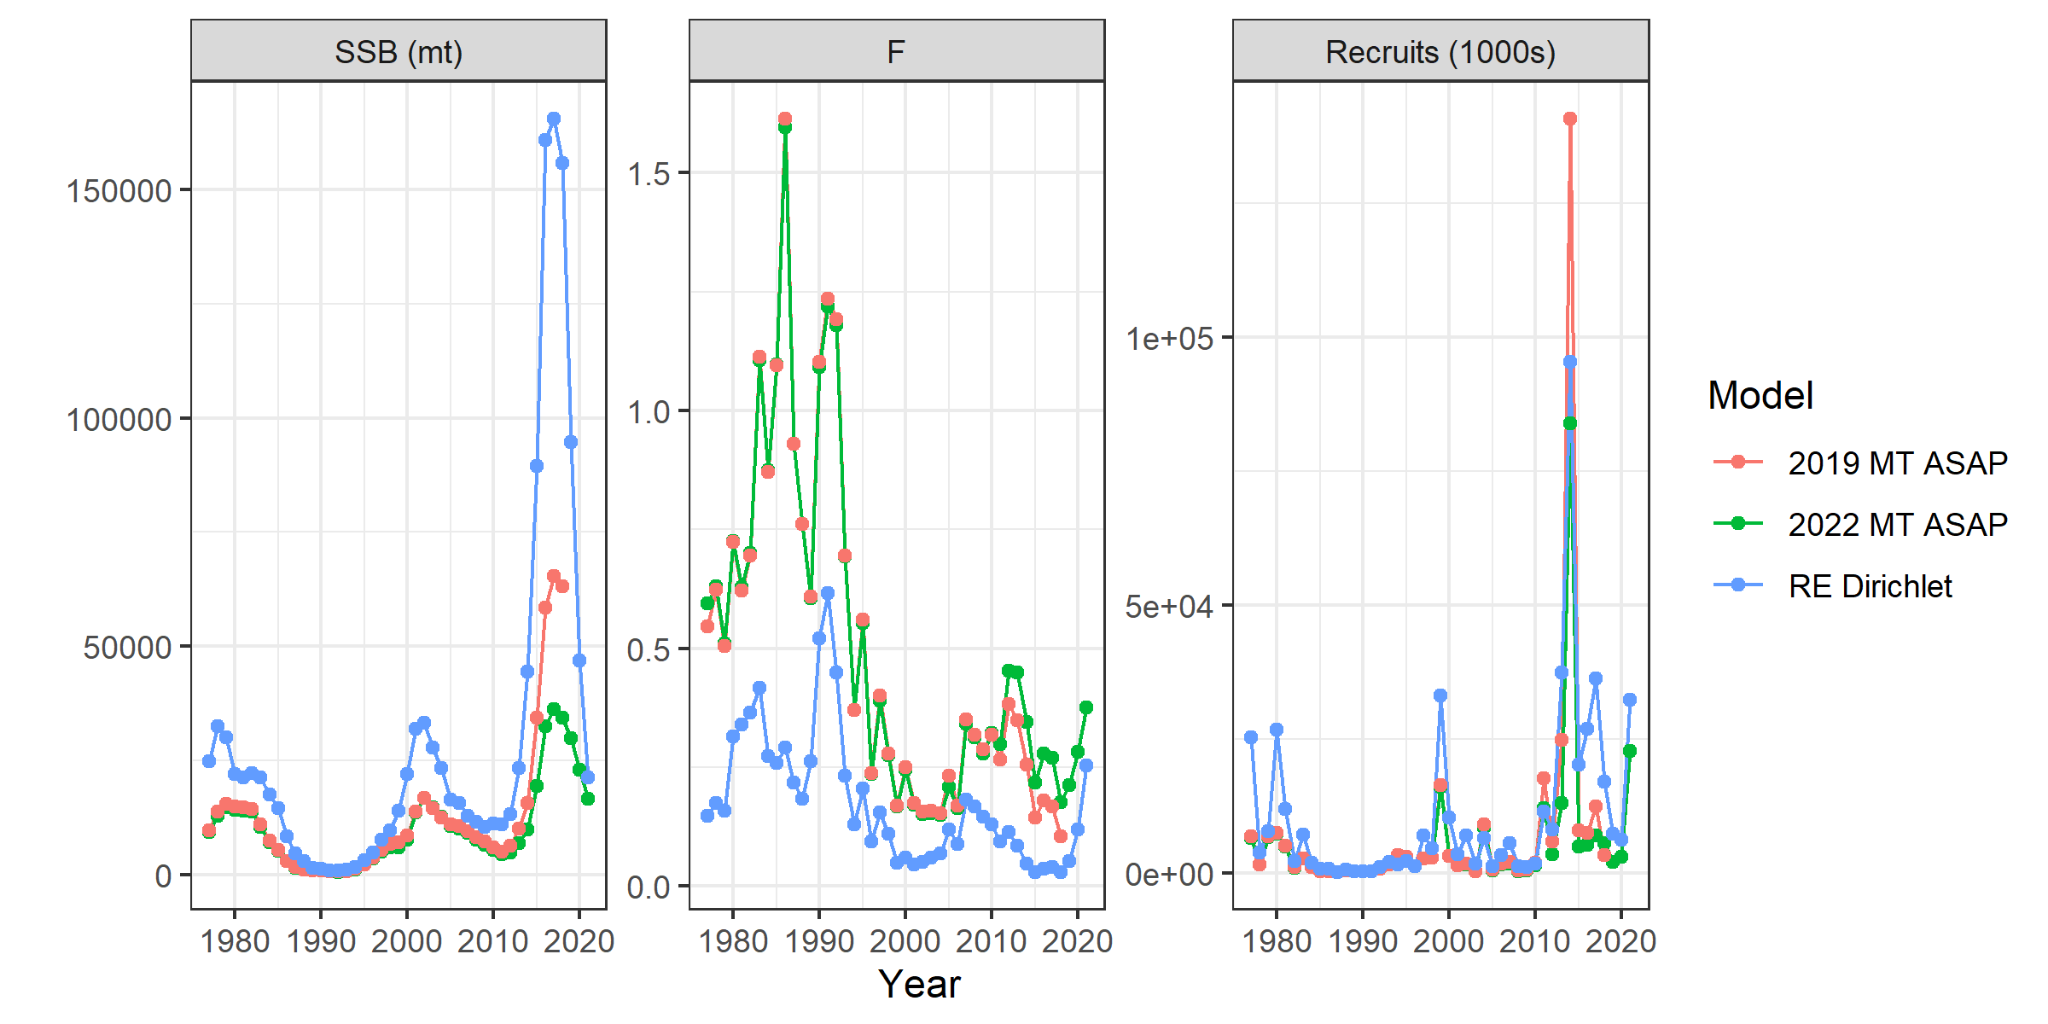 SSB (mt)
F
Recruits (1000s)
150000
100000
50000
0
1.5
1.0
0.5
0.0
1e+05
5e+04
0e+00
1980 1990 2000 2010 2020
1980 1990 2000 2010 2020
1980 1990 2000 2010 2020
Year
Model
2019 MT ASAP
2022 MT ASAP
RE Dirichlet